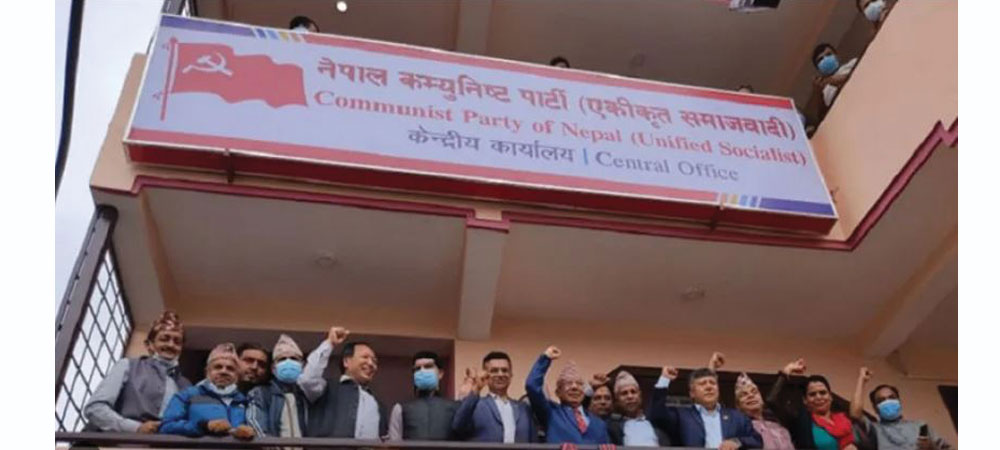 नेपाल कम्युनिष्ट पार्टी (एकीकृत समाजवादी)
Communist Party of Nepal (Unified Socialist)
केन्द्रीय कार्यालय | Central Office